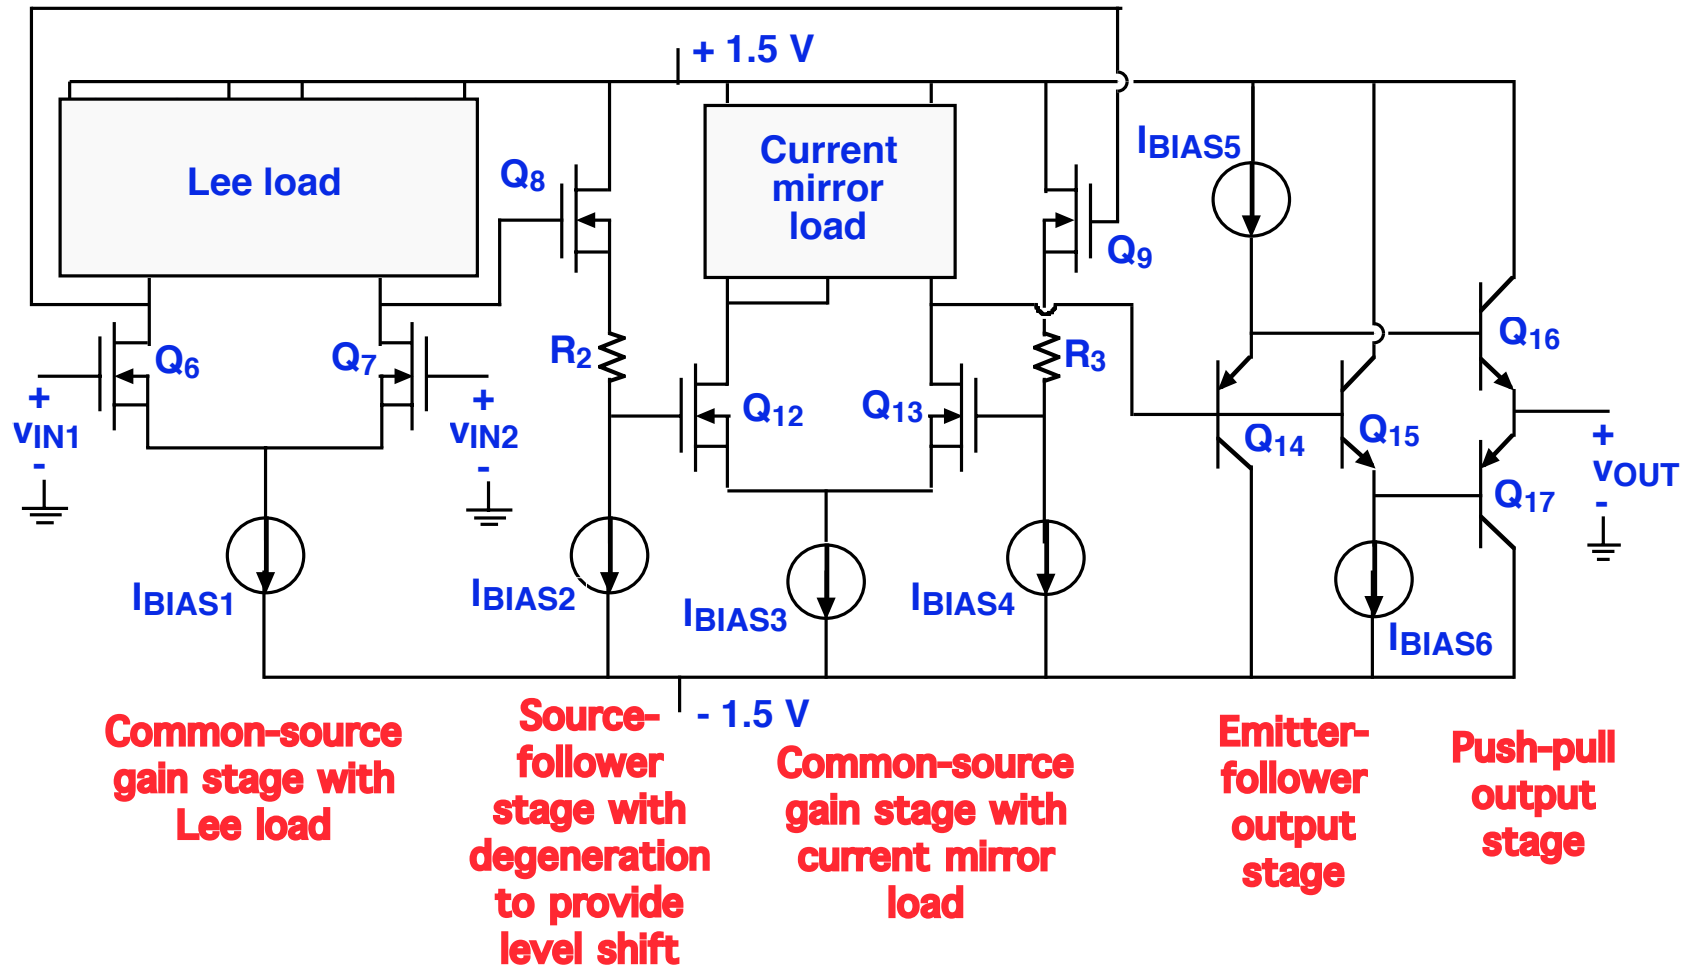 + 1.5 V
Lee load
Q8
Current
mirror
load
IBIAS5
Q9
Q6
Q7
R2
R3
Q16
Q12
Q13
Q14
Q15
+
vIN1
-
+
vIN2
-
+
vOUT
-
Q17
IBIAS1
IBIAS2
IBIAS3
IBIAS4
IBIAS6
- 1.5 V
Common-source
gain stage with
Lee load
Source-
follower
stage with
degeneration
to provide
level shift
Common-source
gain stage with
current mirror
load
Emitter-
follower
output
stage
Push-pull
output
stage